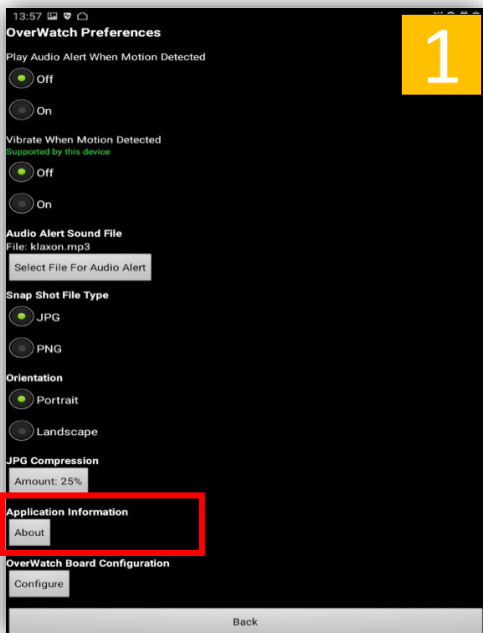 13:57
OverWatch Preferences
1
Play Audio Alert When Motion Detected
Off
On
Vibrate When Motion Detected
Supported by this device
Off
On
Audio Alert Sound File
File: klaxon.mp3
Select File For Audio Alert
Snap Shot File Type
JPG
PNG
Orientation
Portrait
Landscape
JPG Compression
Amount: 25%
Application Information
About
OverWatch Board Configuration
Configure
Back